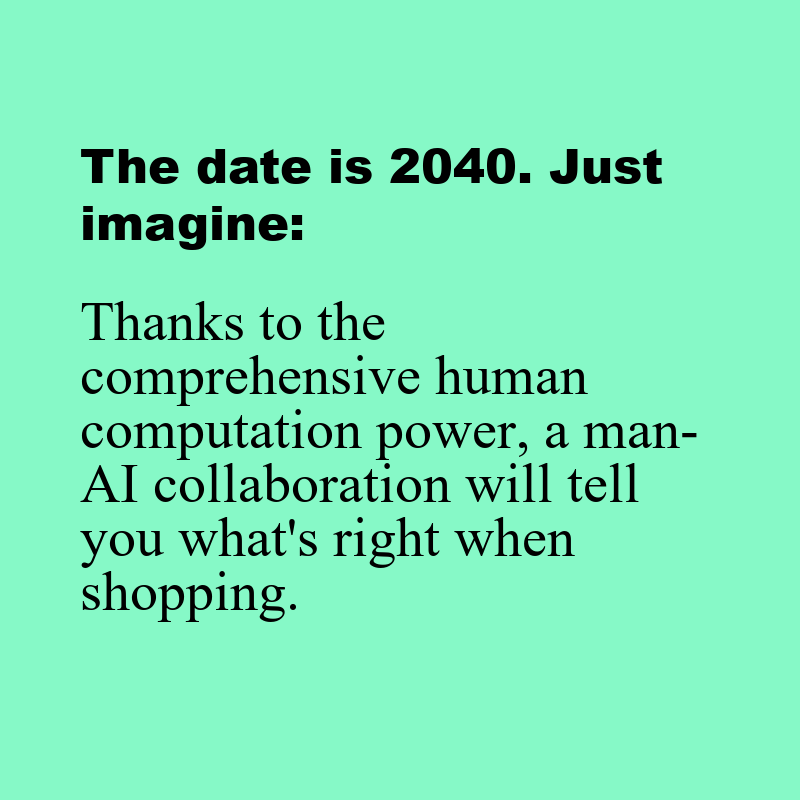 The date is 2040. Just
imagine:
Thanks to the
comprehensive human
computation power, a man-
AI collaboration will tell
you what's right when
shopping.